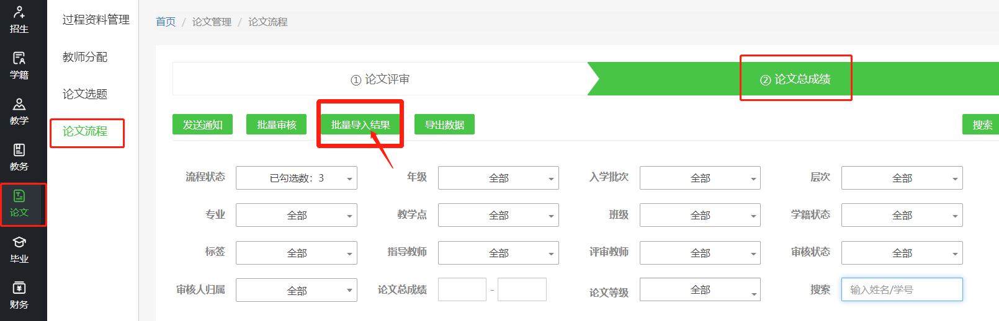 招生
学籍
教学
教务
论文
毕业
财务
过程资料管理
教师分配
论文选题
论文流程
首页 / 论文管理 / 论文流程
① 论文评审
② 论文总成绩
发送通知 批量审核 批量导入结果 导出数据 搜索
流程状态 已勾选数：3 年级 全部 入学批次 全部 层次 全部
专业 全部 教学点 全部 班级 全部 学籍状态 全部
标签 全部 指导教师 全部 评审教师 全部 审核状态 全部
审核人归属 全部 论文总成绩 - 论文等级 全部 搜索 输入姓名/学号